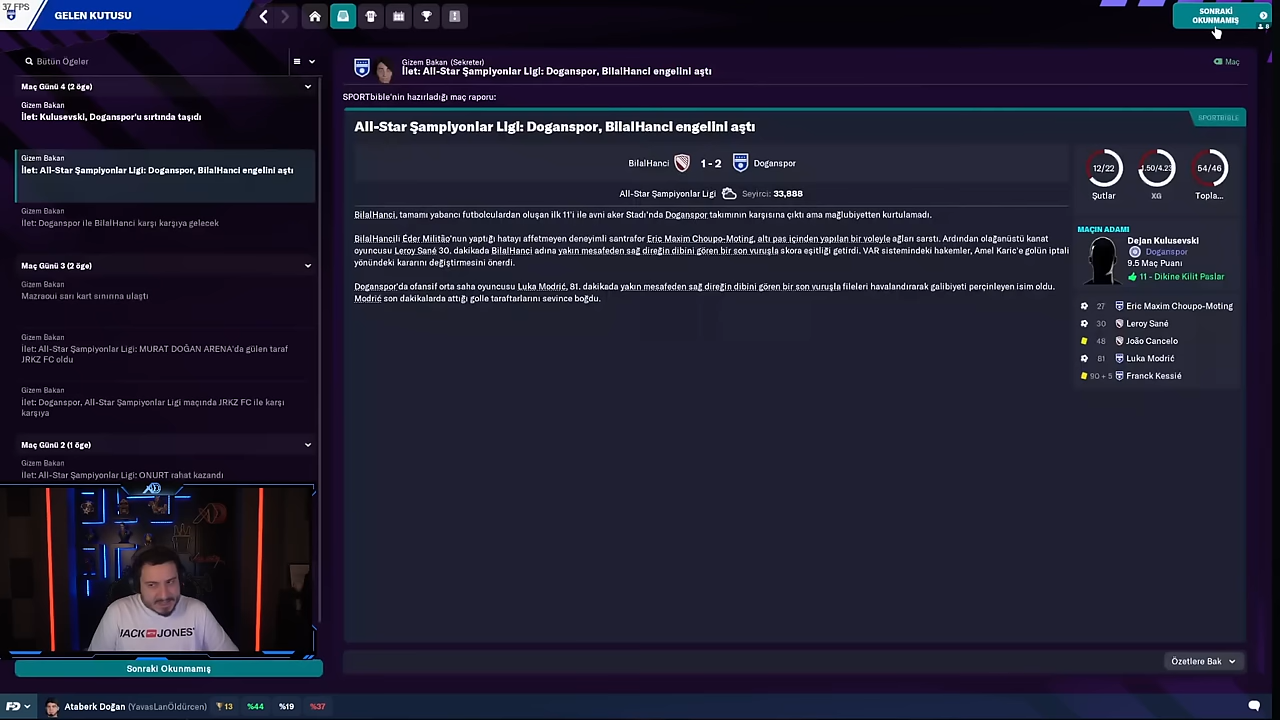 37 FPS
GELEN KUTUSU
SONRAKİ
OKUNMAMIŞ
8
Bütün Ögeler
Maç Günü 4 (2 öge)
Gizem Bakan
İlet: Kulusevski, Doganspor'u sırtında taşıdı
Gizem Bakan
İlet: All-Star Şampiyonlar Ligi: Doganspor, BilalHanci engelini aştı
Gizem Bakan
İlet: Doganspor ile BilalHanci karşı karşıya gelecek
Maç Günü 3 (2 öge)
Gizem Bakan
Mazraoui sarı kart sınırına ulaştı
Gizem Bakan
İlet: All-Star Şampiyonlar Ligi: MURAT DOĞAN ARENA'da gülen taraf
JRKZ FC oldu
Gizem Bakan
İlet: Doganspor, All-Star Şampiyonlar Ligi maçında JRKZ FC ile karşı
karşıya
Maç Günü 2 (1 öge)
Gizem Bakan
İlet: All-Star Şampiyonlar Ligi: ONURT rahat kazandı
JACK JONES
Sonraki Okunmamış
Gizem Bakan (Sekreter)
İlet: All-Star Şampiyonlar Ligi: Doganspor, BilalHanci engelini aştı
Maç
SPORTbible'nin hazırladığı maç raporu:
SPORTBIBLE
All-Star Şampiyonlar Ligi: Doganspor, BilalHanci engelini aştı
BilalHanci 1 - 2 Doganspor
All-Star Şampiyonlar Ligi Seyirci: 33,888
BilalHanci, tamamı yabancı futbolculardan oluşan ilk 11'i ile avni aker Stadı'nda Doganspor takımının karşısına çıktı ama mağlubiyetten kurtulamadı.
BilalHancili Éder Militão'nun yaptığı hatayı affetmeyen deneyimli santrafor Eric Maxim Choupo-Moting, altı pas içinden yapılan bir voleyle ağları sarstı. Ardından olağanüstü kanat
oyuncusu Leroy Sané 30. dakikada BilalHanci adına yakın mesafeden sağ direğin dibini gören bir son vuruşla skora eşitliği getirdi. VAR sistemindeki hakemler, Amel Karic'e golün iptali
yönündeki kararını değiştirmesini önerdi.
Doganspor'da ofansif orta saha oyuncusu Luka Modrić, 81. dakikada yakın mesafeden sağ direğin dibini gören bir son vuruşla fileleri havalandırarak galibiyeti perçinleyen isim oldu.
Modrić son dakikalarda attığı golle taraftarlarını sevince boğdu.
12/22
1.50/4.23
54/46
Şutlar
XG
Topla...
MAÇIN ADAMI
Dejan Kulusevski
Doganspor
9.5 Maç Puanı
11 - Dikine Kilit Paslar
27 Eric Maxim Choupo-Moting
30 Leroy Sané
48 João Cancelo
81 Luka Modrić
90 + 5 Franck Kessié
Özetlere Bak
FD
Ataberk Doğan (YavasLanÖldürcen)
13
%44
%19
%37